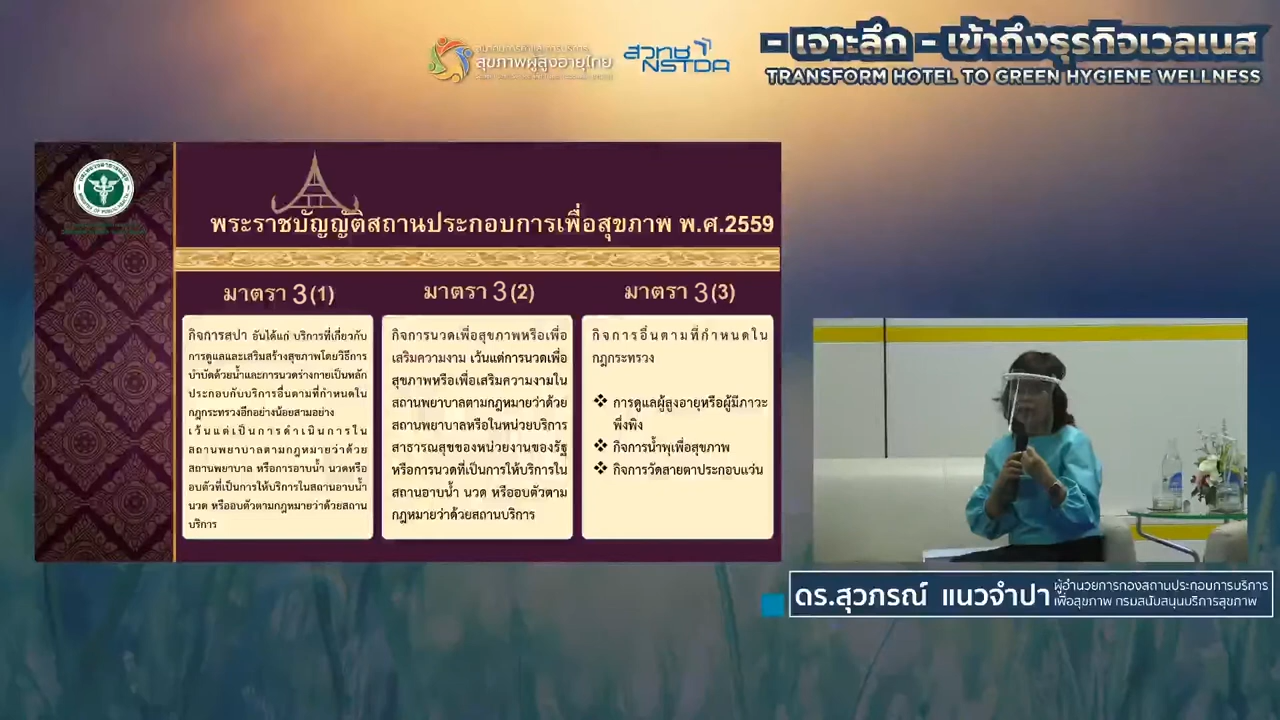 สุขภาพผู้สูงอายุไทย
สวทช
NSTDA
- เจาะลึก - เข้าถึงธุรกิจเวลเนส
TRANSFORM HOTEL TO GREEN HYGIENE WELLNESS
พระราชบัญญัติสถานประกอบการเพื่อสุขภาพ พ.ศ.2559
มาตรา 3(1)
กิจการสปา อันได้แก่ บริการที่เกี่ยวกับ
การดูแลและเสริมสร้างสุขภาพโดยวิธีการ
บำบัดด้วยน้ำและการนวดร่างกายเป็นหลัก
ประกอบกับบริการอื่นตามที่กำหนดใน
กฎกระทรวงอีกอย่างน้อยสามอย่าง
เว้นแต่เป็นการดำเนินการใน
สถานพยาบาลตามกฎหมายว่าด้วย
สถานพยาบาล หรือการอาบน้ำ นวดหรือ
อบตัวที่เป็นการให้บริการในสถานอาบน้ำ
นวด หรืออบตัวตามกฎหมายว่าด้วยสถาน
บริการ
มาตรา 3(2)
กิจการนวดเพื่อสุขภาพหรือเพื่อ
เสริมความงาม เว้นแต่การนวดเพื่อ
สุขภาพหรือเพื่อเสริมความงามใน
สถานพยาบาลตามกฎหมายว่าด้วย
สถานพยาบาลหรือในหน่วยบริการ
สาธารณสุขของหน่วยงานของรัฐ
หรือการนวดที่เป็นการให้บริการใน
สถานอาบน้ำ นวด หรืออบตัวตาม
กฎหมายว่าด้วยสถานบริการ
มาตรา 3(3)
กิจการอื่นตามที่กำหนดใน
กฎกระทรวง
❖ การดูแลผู้สูงอายุหรือผู้มีภาวะ
พึ่งพิง
❖ กิจการน้ำพุเพื่อสุขภาพ
❖ กิจการวัดสายตาประกอบแว่น
ดร.สุวภรณ์ แนวจำปา
ผู้อำนวยการกองสถานประกอบการบริการ
เพื่อสุขภาพ กรมสนับสนุนบริการสุขภาพ